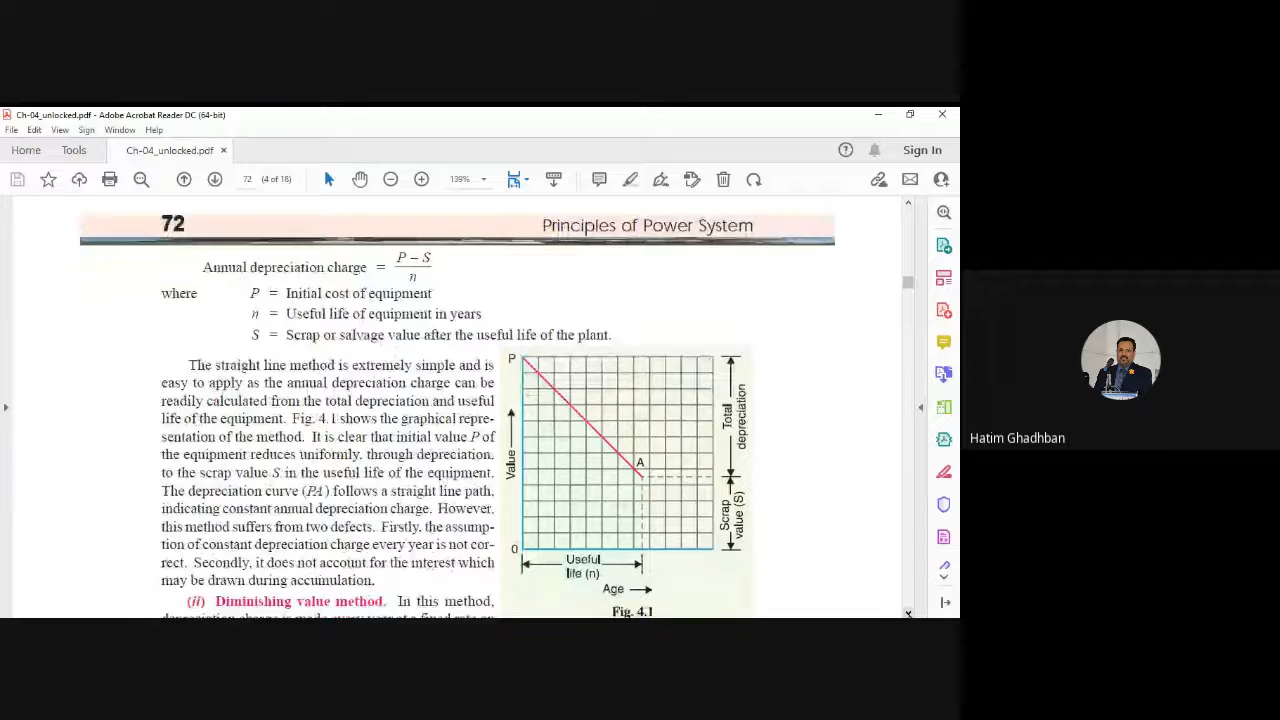 Ch-04_unlocked.pdf - Adobe Acrobat Reader DC (64-bit)
File Edit View Sign Window Help
Home Tools Ch-04_unlocked.pdf × Sign In
72 (4 of 18) 139%
72 Principles of Power System
Annual depreciation charge = P – S
n
where P = Initial cost of equipment
n = Useful life of equipment in years
S = Scrap or salvage value after the useful life of the plant.
The straight line method is extremely simple and is
easy to apply as the annual depreciation charge can be
readily calculated from the total depreciation and useful
life of the equipment. Fig. 4.1 shows the graphical repre-
sentation of the method. It is clear that initial value P of
the equipment reduces uniformly, through depreciation,
to the scrap value S in the useful life of the equipment.
The depreciation curve (PA) follows a straight line path,
indicating constant annual depreciation charge. However,
this method suffers from two defects. Firstly, the assump-
tion of constant depreciation charge every year is not cor-
rect. Secondly, it does not account for the interest which
may be drawn during accumulation.
(ii) Diminishing value method. In this method,
depreciation charge is made every year at a fixed rate on
P
Value
A
0
Total
depreciation
Scrap
value (S)
Useful
life (n)
Age
Fig. 4.1
Hatim Ghadhban